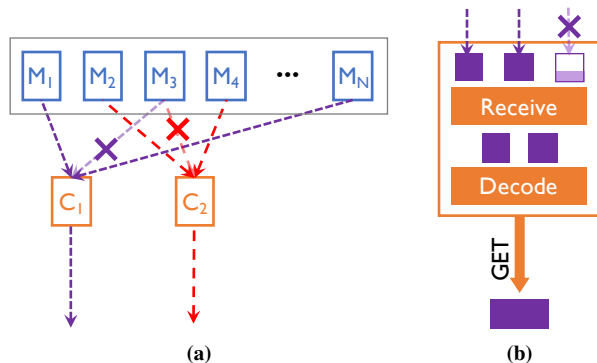 M1 M2 M3 M4 ... MN
C1 C2
(a)
Receive
Decode
GET
(b)